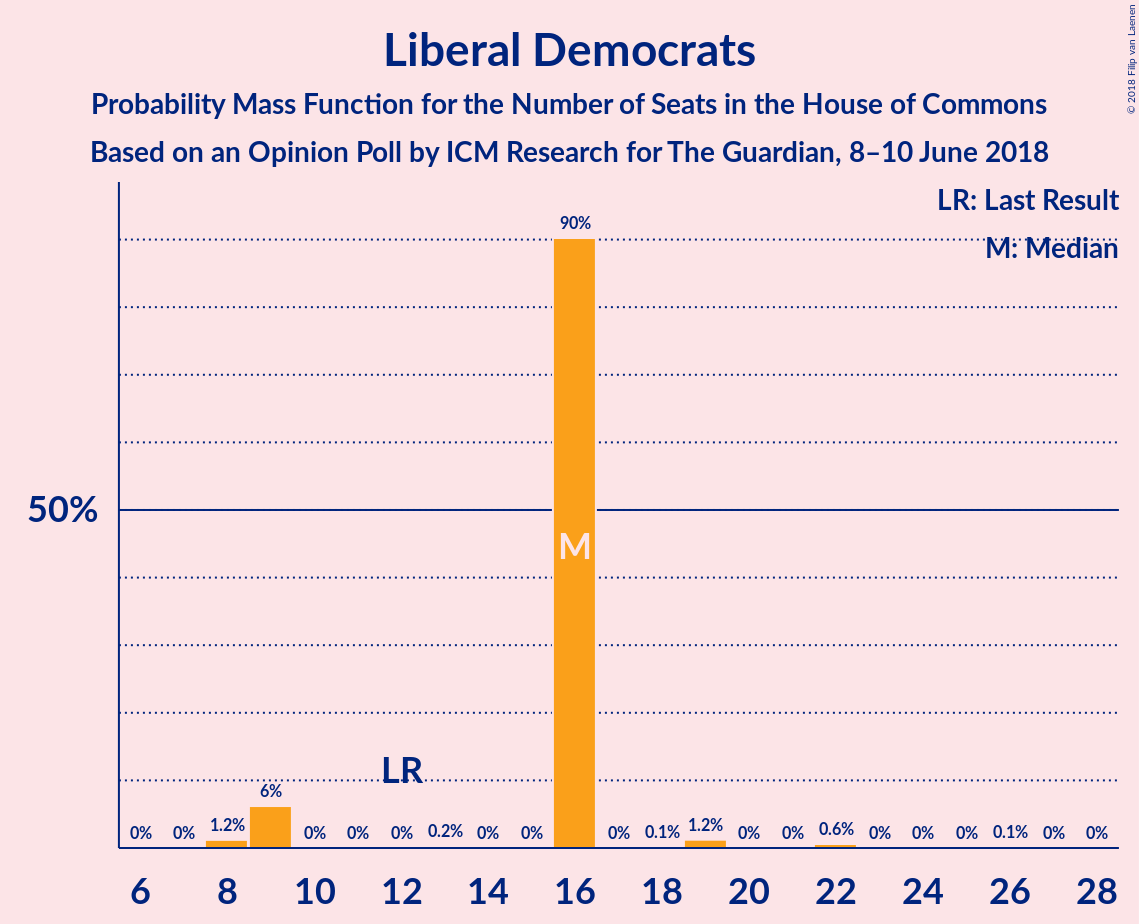 Liberal Democrats
Probability Mass Function for the Number of Seats in the House of Commons
Based on an Opinion Poll by ICM Research for The Guardian, 8–10 June 2018
© 2018 Filip van Laenen
LR: Last Result
M: Median
90%
50%
M
LR
0% 0% 1.2% 6% 0% 0% 0% 0.2% 0% 0% 0% 0.1% 1.2% 0% 0% 0.6% 0% 0% 0% 0.1% 0% 0%
6 8 10 12 14 16 18 20 22 24 26 28